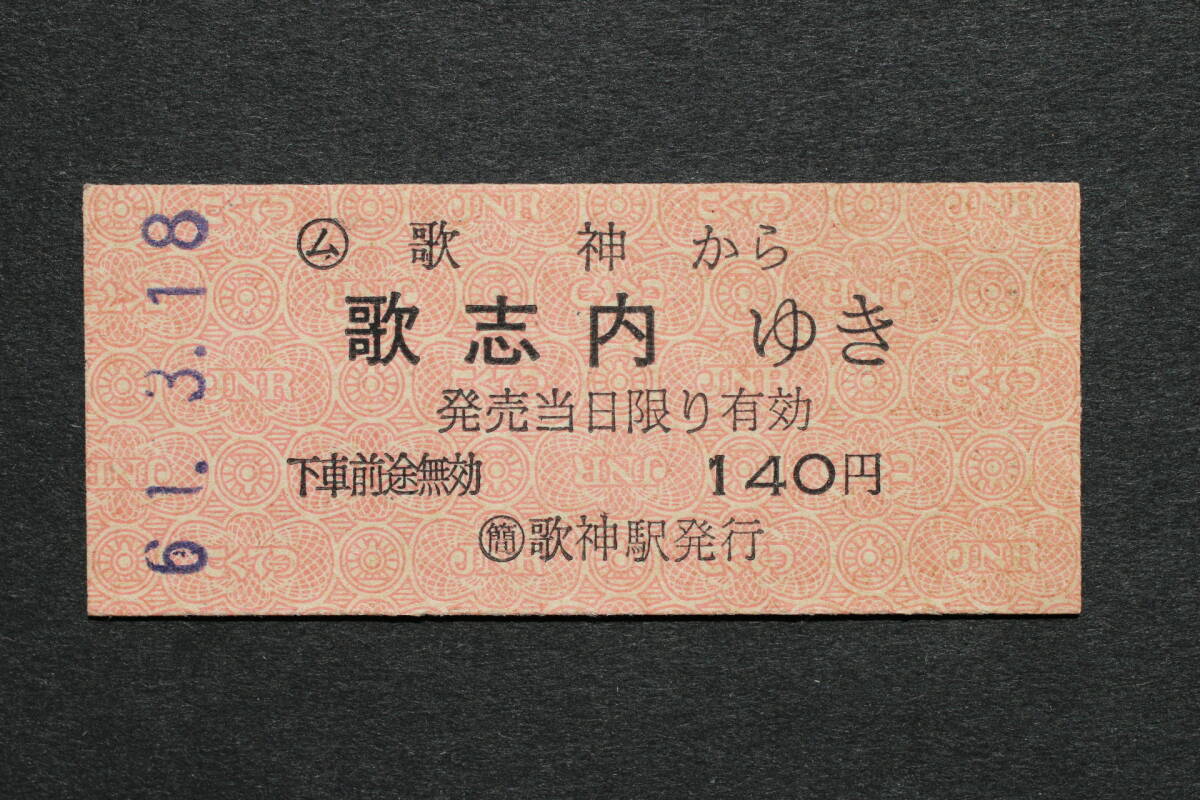 61. 3. 18
㋰ 歌 神 から
歌志内 ゆき
発売当日限り有効
下車前途無効 140円
㊢歌神駅発行